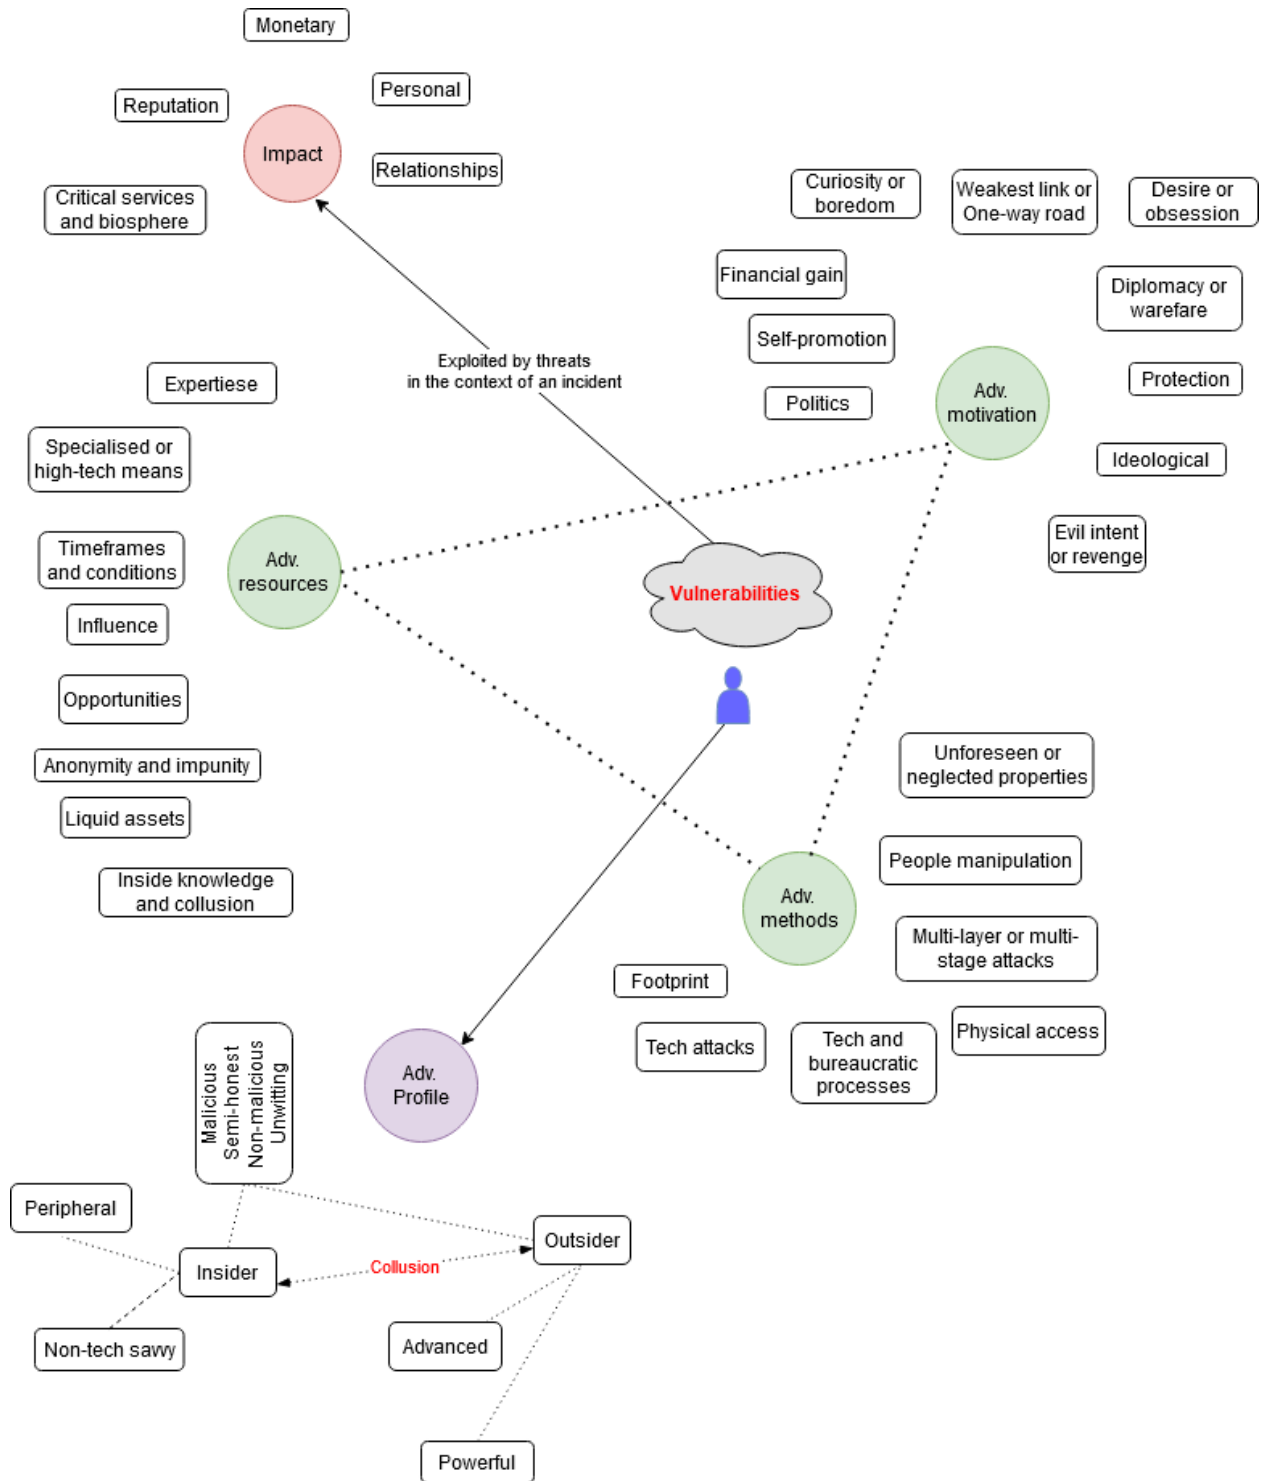 Monetary
Personal
Reputation
Impact
Relationships
Critical services
and biosphere
Curiosity or
boredom
Weakest link or
One-way road
Desire or
obsession
Financial gain
Diplomacy or
warefare
Self-promotion
Exploited by threats
in the context of an incident
Expertiese
Politics
Adv.
motivation
Protection
Specialised or
high-tech means
Ideological
Timeframes
and conditions
Adv.
resources
Evil intent
or revenge
Vulnerabilities
Influence
Opportunities
Anonymity and impunity
Unforeseen or
neglected properties
Liquid assets
People manipulation
Inside knowledge
and collusion
Adv.
methods
Multi-layer or multi-
stage attacks
Footprint
Physical access
Tech attacks
Tech and
bureaucratic
processes
Malicious
Semi-honest
Non-malicious
Unwitting
Adv.
Profile
Peripheral
Outsider
Insider
Collusion
Non-tech savvy
Advanced
Powerful